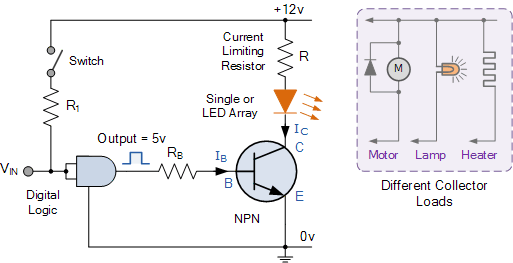 +12v
Switch
Current
Limiting
Resistor
R
R1
Single or
LED Array
Output = 5v
IC
C
VIN
RB
IB
B
E
Digital
Logic
NPN
0v
M
Motor
Lamp
Heater
Different Collector
Loads